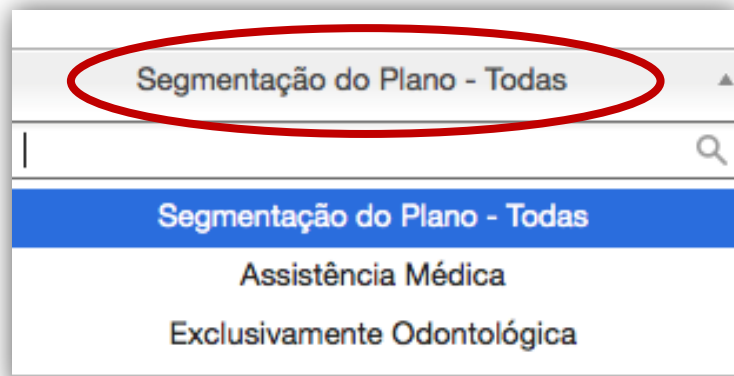 Segmentação do Plano - Todas
Segmentação do Plano - Todas
Assistência Médica
Exclusivamente Odontológica